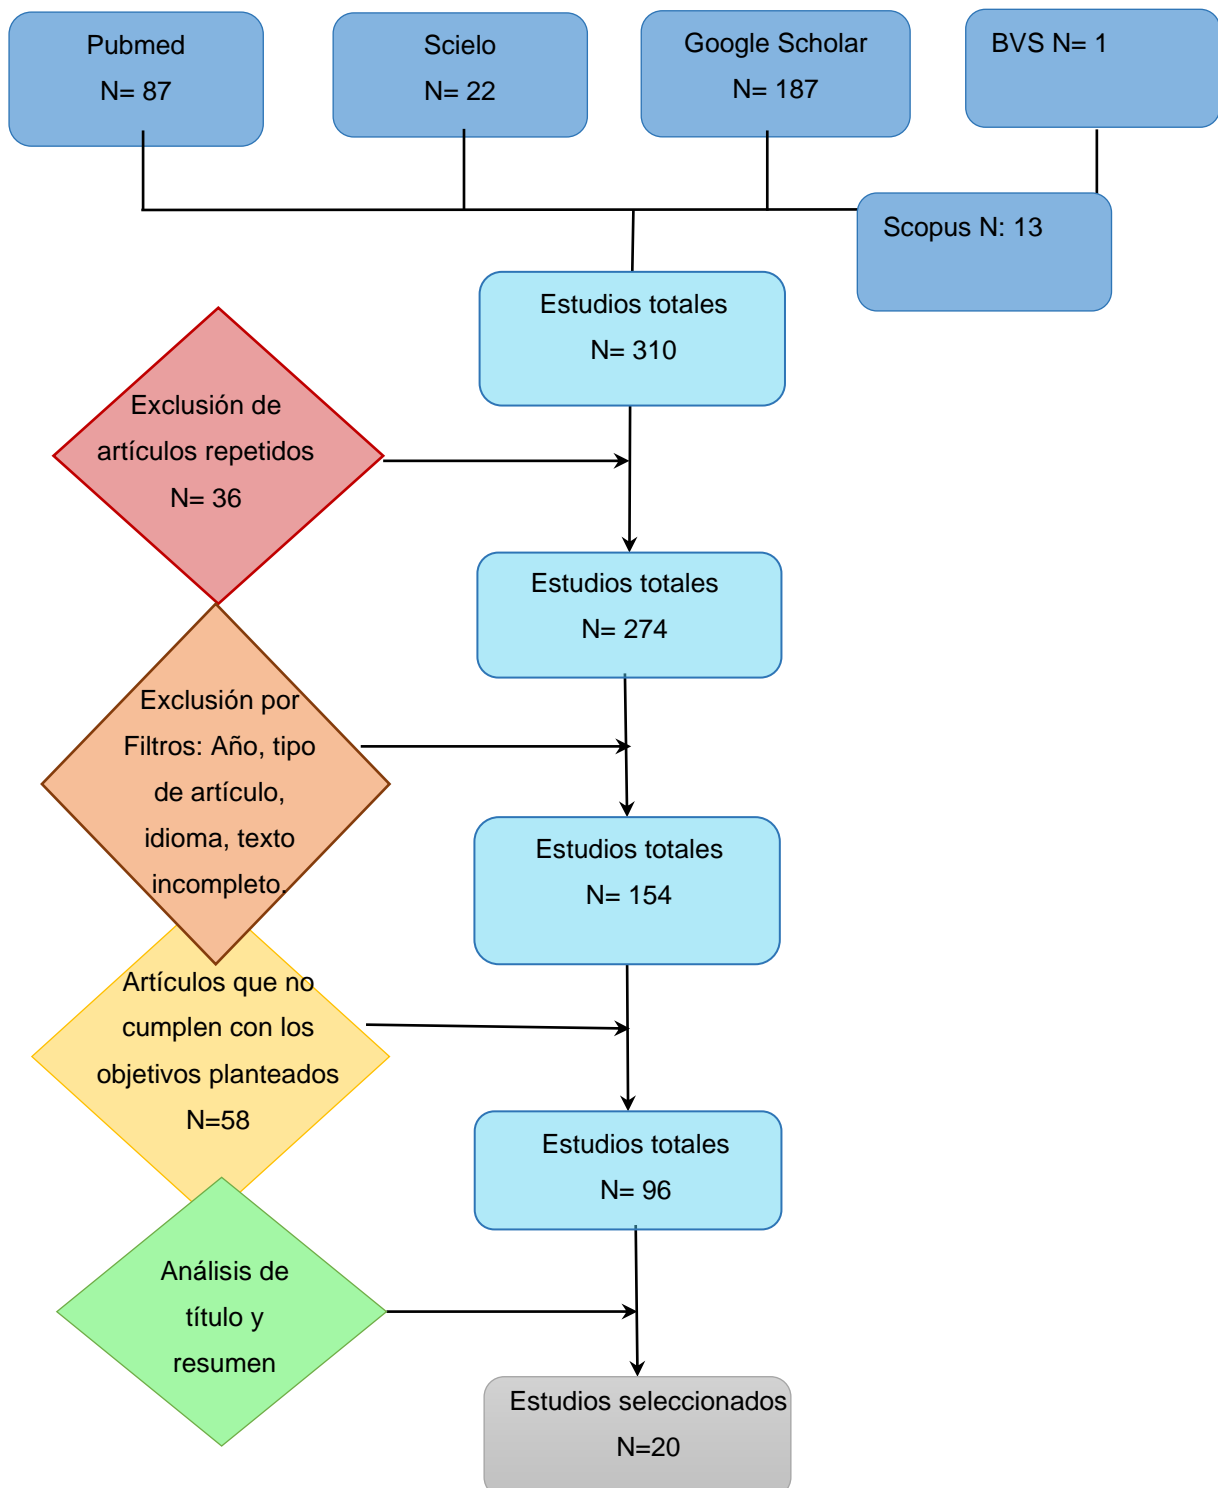 Pubmed
N= 87
Scielo
N= 22
Google Scholar
N= 187
BVS N= 1
Scopus N: 13
Estudios totales
N= 310
Exclusión de
artículos repetidos
N= 36
Estudios totales
N= 274
Exclusión por
Filtros: Año, tipo
de artículo,
idioma, texto
incompleto.
Estudios totales
N= 154
Artículos que no
cumplen con los
objetivos planteados
N=58
Estudios totales
N= 96
Análisis de
título y
resumen
Estudios seleccionados
N=20